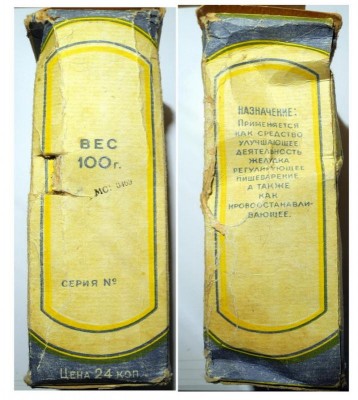 ВЕС
100 г.
СЕРИЯ №
ЦЕНА 24 КОП.
НАЗНАЧЕНИЕ:
ПРИМЕНЯЕТСЯ
КАК СРЕДСТВО
УЛУЧШАЮЩЕЕ
ДЕЯТЕЛЬНОСТЬ
ЖЕЛУДКА
РЕГУЛИРУЮЩЕЕ
ПИЩЕВАРЕНИЕ
А ТАКЖЕ
КАК
КРОВООСТАНАВЛИ-
ВАЮЩЕЕ.